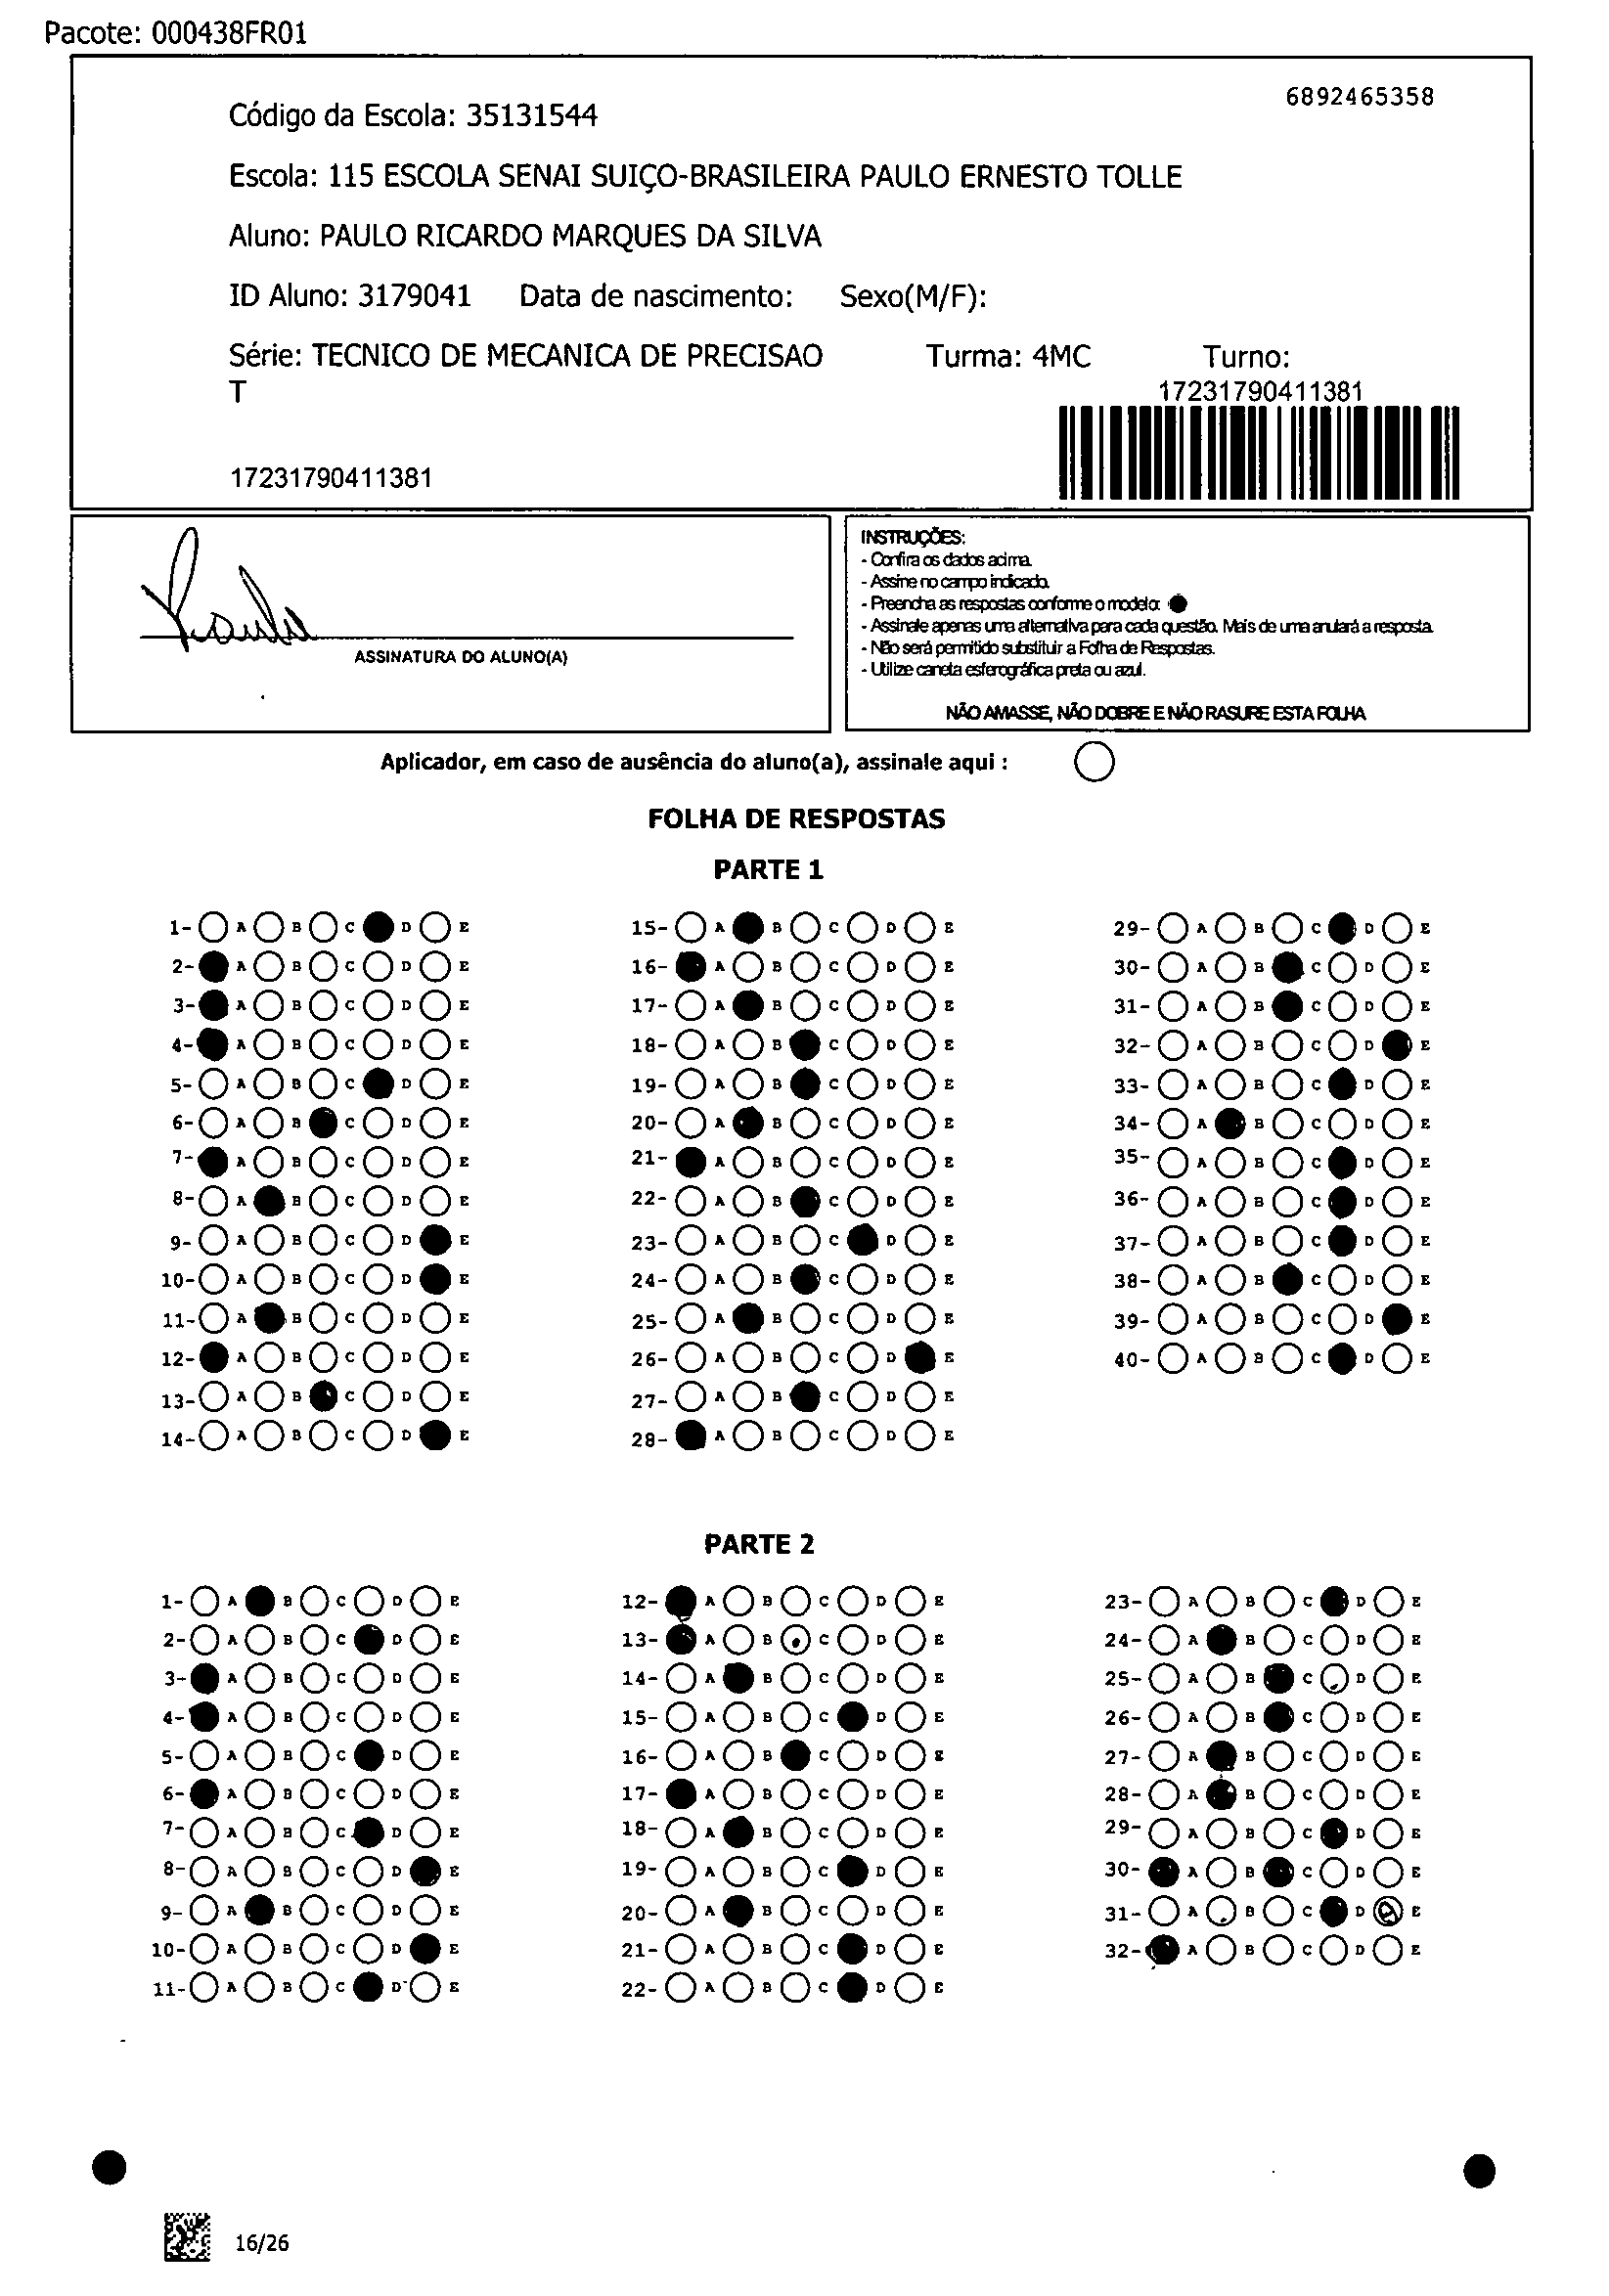 Pacote: 000438FR01
6892465358
Código da Escola: 35131544
Escola: 115 ESCOLA SENAI SUIÇO-BRASILEIRA PAULO ERNESTO TOLLE
Aluno: PAULO RICARDO MARQUES DA SILVA
ID Aluno: 3179041 Data de nascimento: Sexo(M/F):
Série: TECNICO DE MECANICA DE PRECISAO Turma: 4MC Turno:
T
17231790411381
17231790411381
Paulo
ASSINATURA DO ALUNO(A)
INSTRUÇÕES:
- Confira os dados acima.
- Assine no campo indicado.
- Preencha as respostas conforme o modelo:
- Assinale apenas uma alternativa para cada questão. Mais de uma anulará a resposta.
- Não será permitido substituir a Folha de Respostas.
- Utilize caneta esferográfica preta ou azul.
NÃO AMASSE, NÃO DOBRE E NÃO RASURE ESTA FOLHA
Aplicador, em caso de ausência do aluno(a), assinale aqui :
FOLHA DE RESPOSTAS
PARTE 1
1- A B C D E 15- A B C D E 29- A B C D E
2- A B C D E 16- A B C D E 30- A B C D E
3- A B C D E 17- A B C D E 31- A B C D E
4- A B C D E 18- A B C D E 32- A B C D E
5- A B C D E 19- A B C D E 33- A B C D E
6- A B C D E 20- A B C D E 34- A B C D E
7- A B C D E 21- A B C D E 35- A B C D E
8- A B C D E 22- A B C D E 36- A B C D E
9- A B C D E 23- A B C D E 37- A B C D E
10- A B C D E 24- A B C D E 38- A B C D E
11- A B C D E 25- A B C D E 39- A B C D E
12- A B C D E 26- A B C D E 40- A B C D E
13- A B C D E 27- A B C D E
14- A B C D E 28- A B C D E
PARTE 2
1- A B C D E 12- A B C D E 23- A B C D E
2- A B C D E 13- A B C D E 24- A B C D E
3- A B C D E 14- A B C D E 25- A B C D E
4- A B C D E 15- A B C D E 26- A B C D E
5- A B C D E 16- A B C D E 27- A B C D E
6- A B C D E 17- A B C D E 28- A B C D E
7- A B C D E 18- A B C D E 29- A B C D E
8- A B C D E 19- A B C D E 30- A B C D E
9- A B C D E 20- A B C D E 31- A B C D E
10- A B C D E 21- A B C D E 32- A B C D E
11- A B C D E 22- A B C D E
16/26